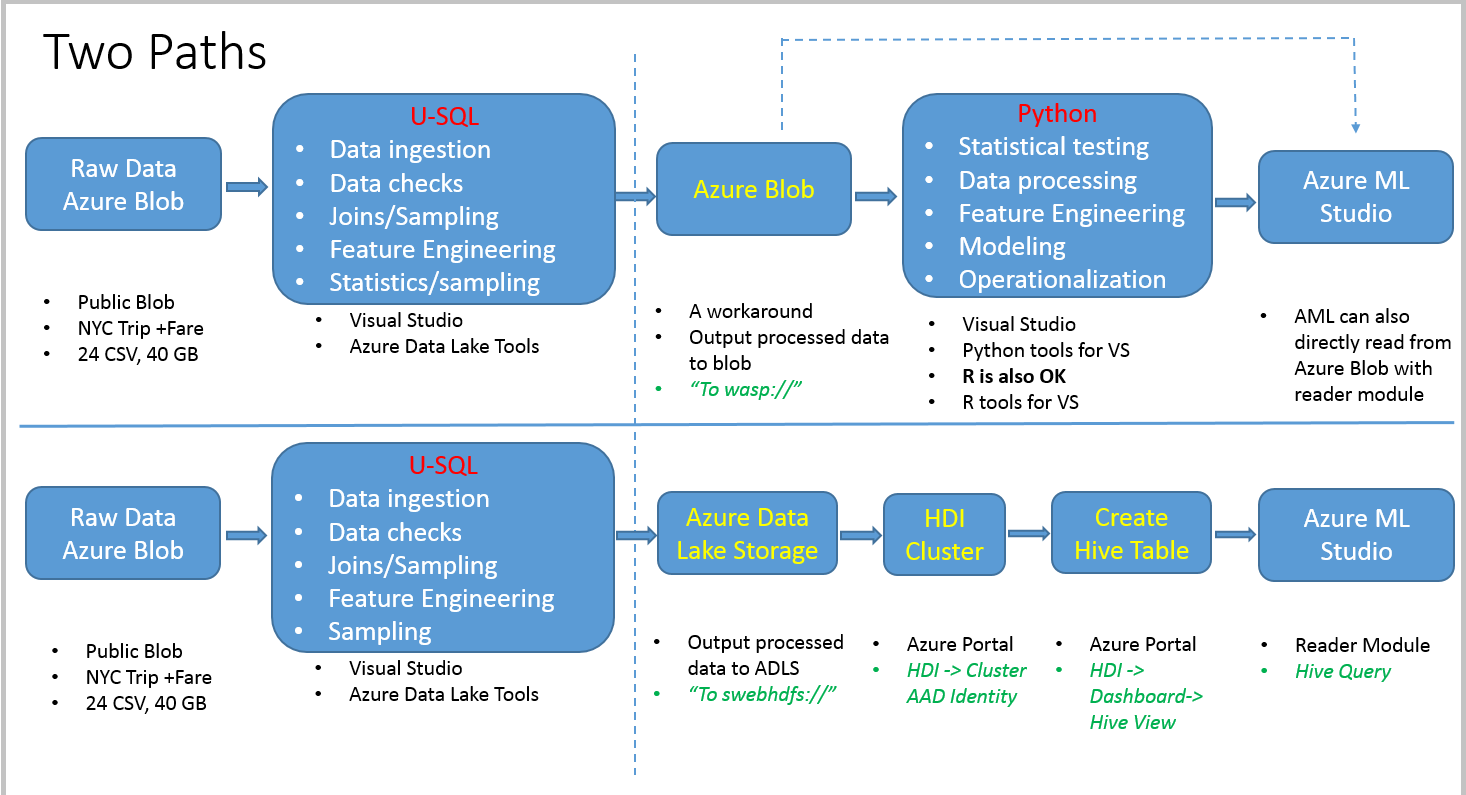 Two Paths
Raw Data
Azure Blob
• Public Blob
• NYC Trip +Fare
• 24 CSV, 40 GB
U-SQL
• Data ingestion
• Data checks
• Joins/Sampling
• Feature Engineering
• Statistics/sampling
• Visual Studio
• Azure Data Lake Tools
Azure Blob
• A workaround
• Output processed data
to blob
• “To wasp://”
Python
• Statistical testing
• Data processing
• Feature Engineering
• Modeling
• Operationalization
• Visual Studio
• Python tools for VS
• R is also OK
• R tools for VS
Azure ML
Studio
• AML can also
directly read from
Azure Blob with
reader module
Raw Data
Azure Blob
• Public Blob
• NYC Trip +Fare
• 24 CSV, 40 GB
U-SQL
• Data ingestion
• Data checks
• Joins/Sampling
• Feature Engineering
• Sampling
• Visual Studio
• Azure Data Lake Tools
Azure Data
Lake Storage
• Output processed
data to ADLS
• “To swebhdfs://”
HDI
Cluster
• Azure Portal
• HDI -> Cluster
AAD Identity
Create
Hive Table
• Azure Portal
• HDI ->
Dashboard->
Hive View
Azure ML
Studio
• Reader Module
• Hive Query